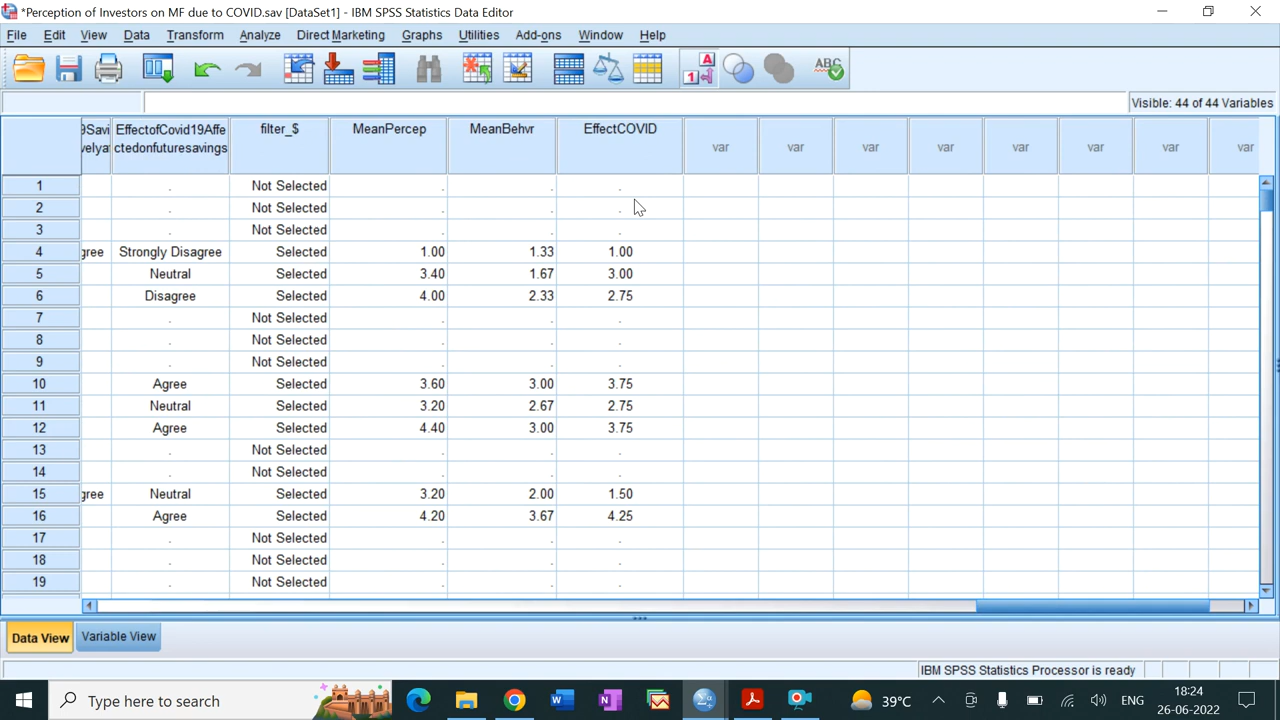 *Perception of Investors on MF due to COVID.sav [DataSet1] - IBM SPSS Statistics Data Editor
File Edit View Data Transform Analyze Direct Marketing Graphs Utilities Add-ons Window Help
A
1
ABC
Visible: 44 of 44 Variables
9Savi EffectofCovid19Affe filter_$ MeanPercep MeanBehvr EffectCOVID
velyat ctedonfuturesavings var var var var var var var var
1 . Not Selected . . .
2 . Not Selected . . .
3 . Not Selected . . .
4 gree Strongly Disagree Selected 1.00 1.33 1.00
5 Neutral Selected 3.40 1.67 3.00
6 Disagree Selected 4.00 2.33 2.75
7 . Not Selected . . .
8 . Not Selected . . .
9 . Not Selected . . .
10 Agree Selected 3.60 3.00 3.75
11 Neutral Selected 3.20 2.67 2.75
12 Agree Selected 4.40 3.00 3.75
13 . Not Selected . . .
14 . Not Selected . . .
15 gree Neutral Selected 3.20 2.00 1.50
16 Agree Selected 4.20 3.67 4.25
17 . Not Selected . . .
18 . Not Selected . . .
19 . Not Selected . . .
Data View Variable View
IBM SPSS Statistics Processor is ready
Type here to search 39°C ENG 18:24
26-06-2022